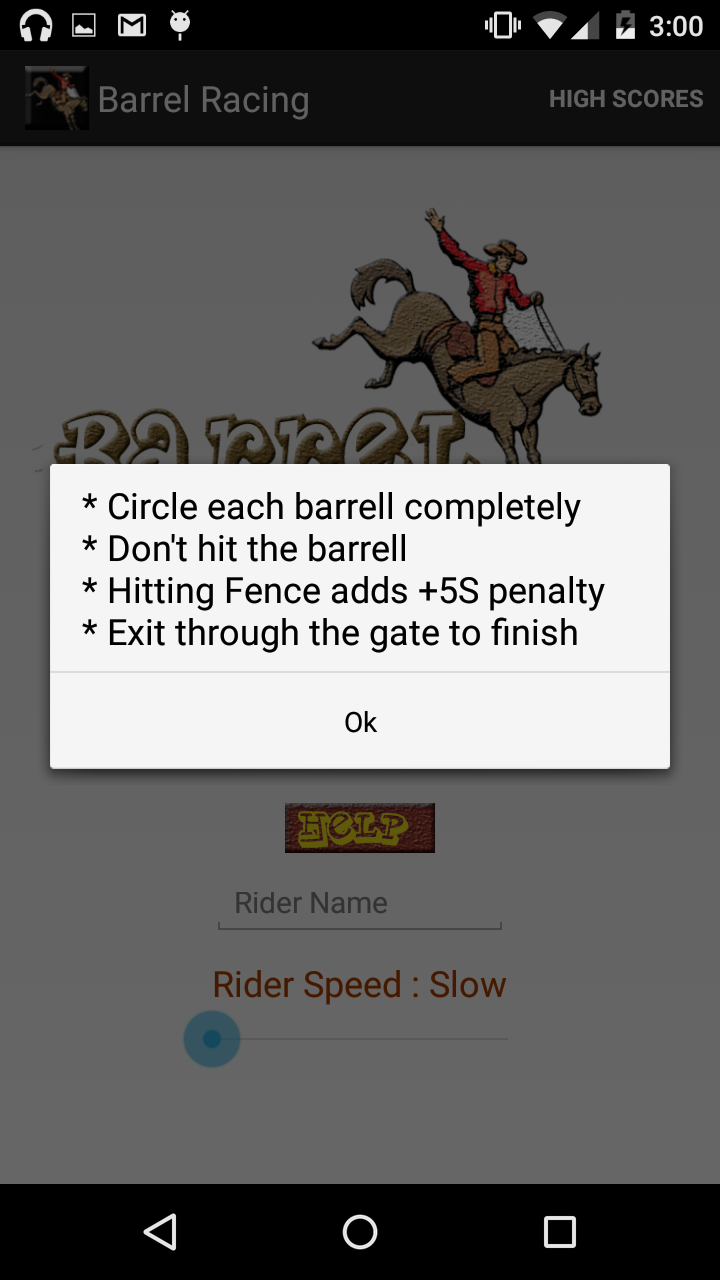 3:00
Barrel Racing
HIGH SCORES
Barrel
* Circle each barrell completely
* Don't hit the barrell
* Hitting Fence adds +5S penalty
* Exit through the gate to finish
Ok
HELP
Rider Name
Rider Speed : Slow